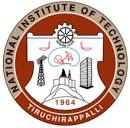 NATIONAL INSTITUTE OF TECHNOLOGY
1964
TIRUCHIRAPPALLI